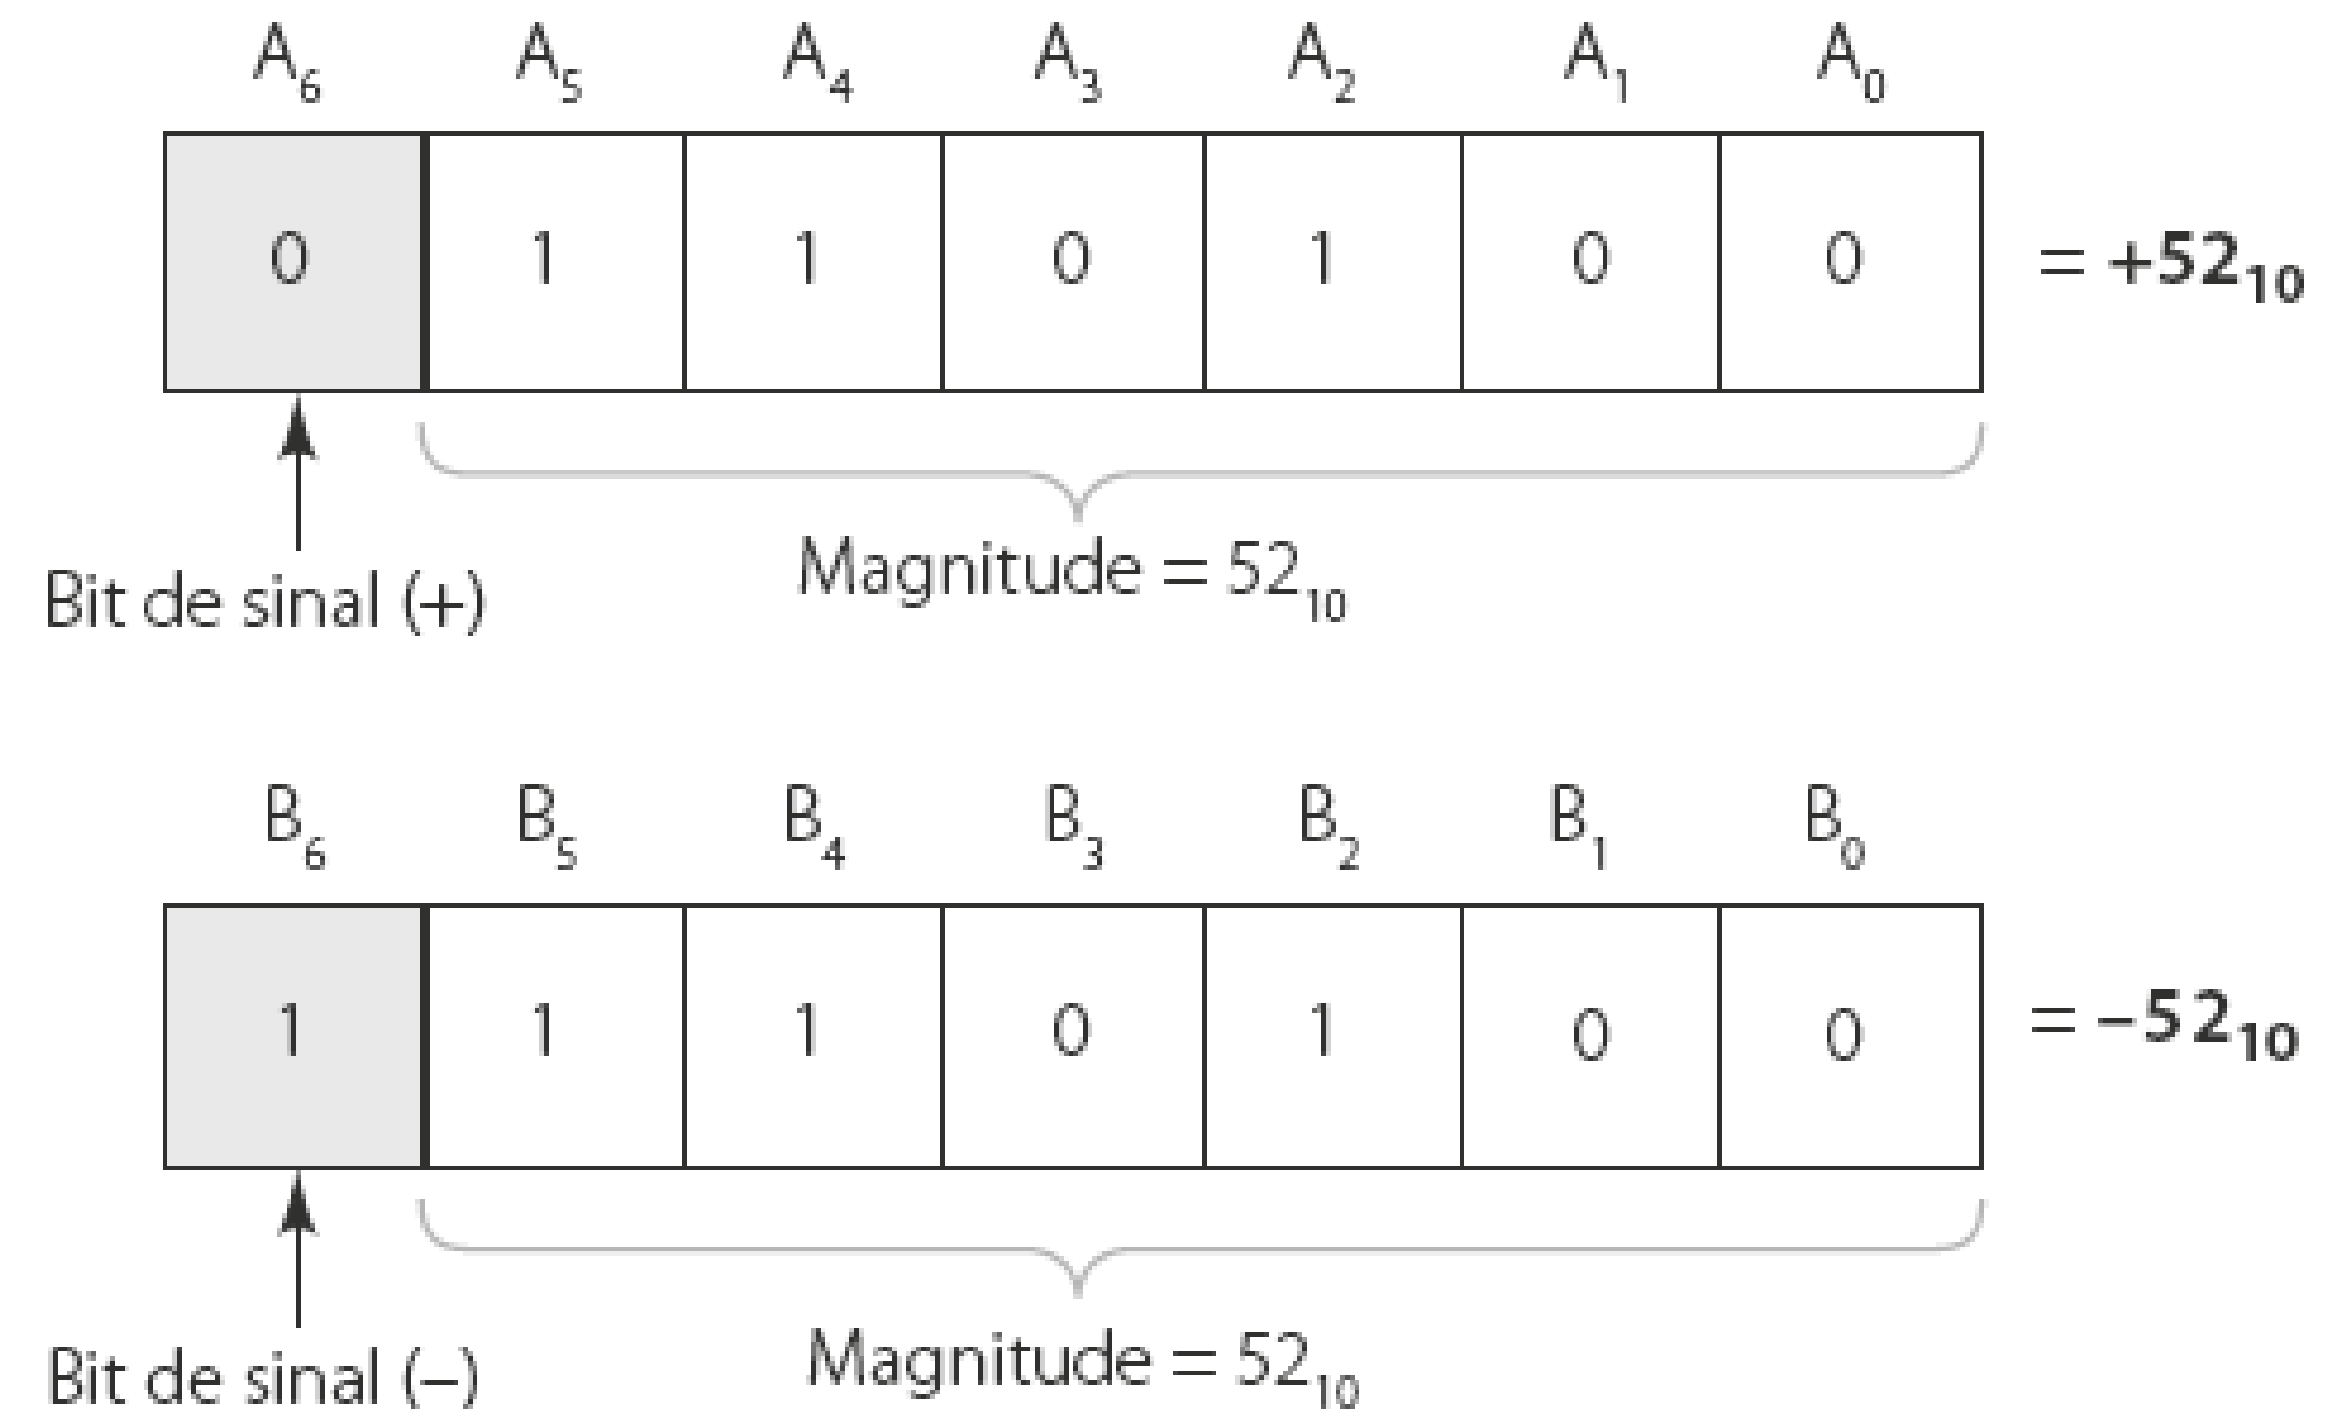 A₆ A₅ A₄ A₃ A₂ A₁ A₀
0 1 1 0 1 0 0 = +52₁₀
Magnitude = 52₁₀
Bit de sinal (+)
B₆ B₅ B₄ B₃ B₂ B₁ B₀
1 1 1 0 1 0 0 = –52₁₀
Magnitude = 52₁₀
Bit de sinal (–)